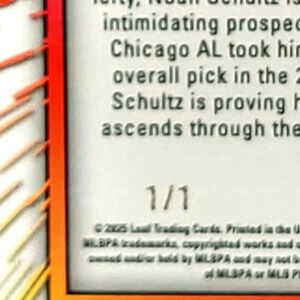 lefty, Noah Schultz is
intimidating prospec
Chicago AL took hi
overall pick in the 2
Schultz is proving h
ascends through the
1/1
© 2025 Leaf Trading Cards. Printed in the U
MLBPA trademarks, copyrighted works and o
owned and/or held by MLBPA and may not b
of MLBPA or MLB P